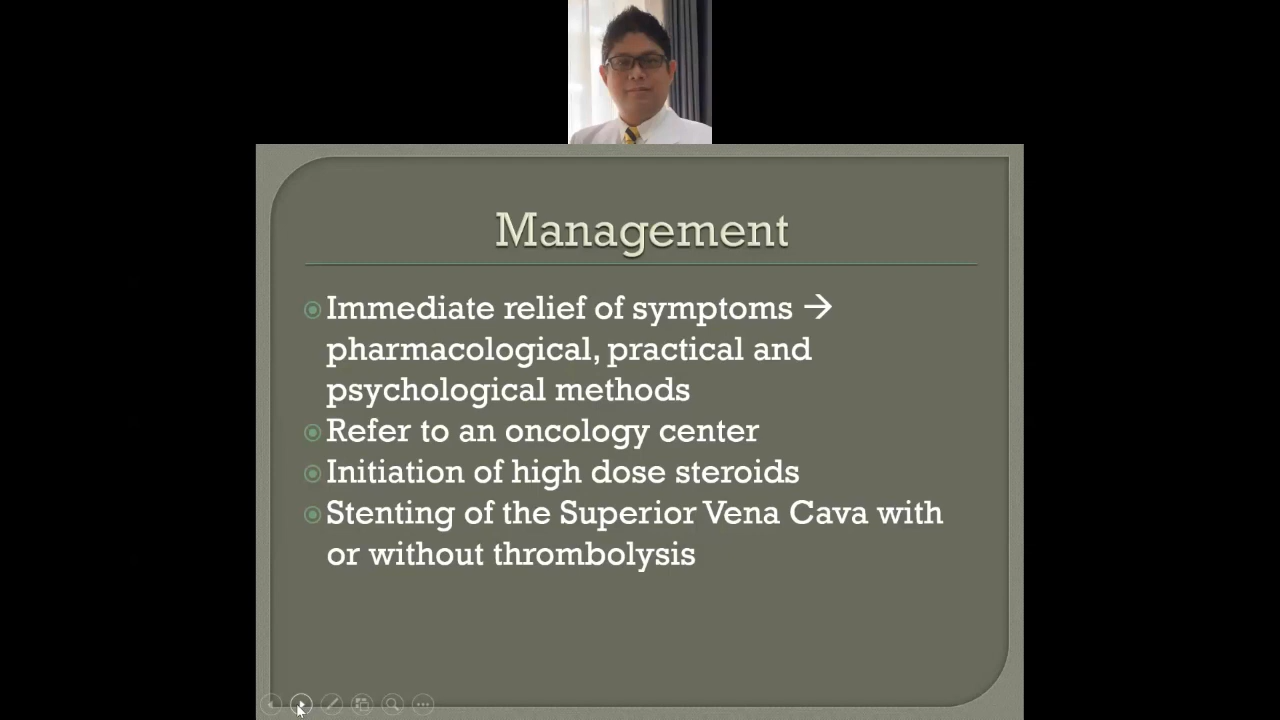 Management
Immediate relief of symptoms →
pharmacological, practical and
psychological methods
Refer to an oncology center
Initiation of high dose steroids
Stenting of the Superior Vena Cava with
or without thrombolysis